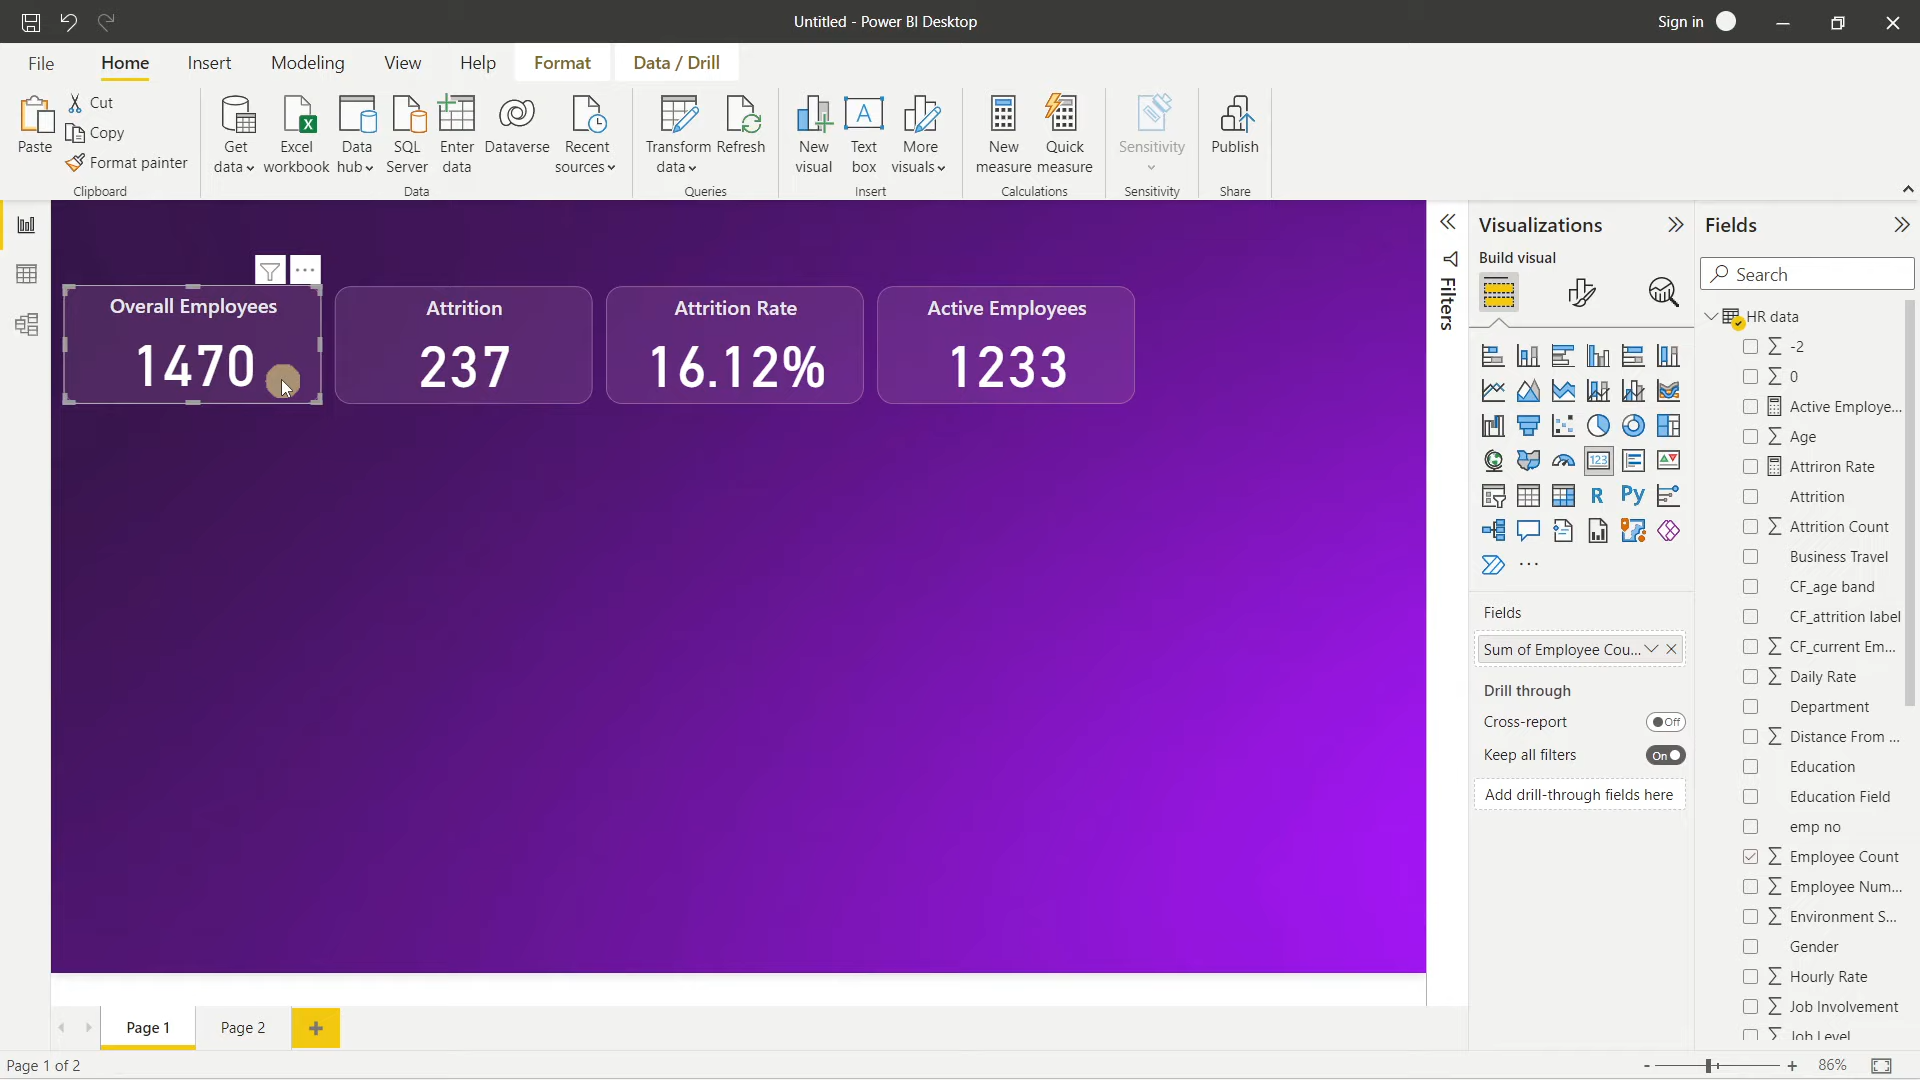 Untitled - Power BI Desktop
Sign in
File
Home
Insert
Modeling
View
Help
Format
Data / Drill
Paste
Cut
Copy
Format painter
Clipboard
Get data
Excel workbook
Data hub
SQL Server
Enter data
Dataverse
Recent sources
Data
Transform data
Refresh
Queries
New visual
Text box
More visuals
Insert
New measure
Quick measure
Calculations
Sensitivity
Sensitivity
Publish
Share
Overall Employees
1470
Attrition
237
Attrition Rate
16.12%
Active Employees
1233
Filters
Visualizations
Build visual
123
R
Py
...
Fields
Sum of Employee Cou...
Drill through
Cross-report
Off
Keep all filters
On
Add drill-through fields here
Fields
Search
HR data
-2
0
Active Employe...
Age
Attriron Rate
Attrition
Attrition Count
Business Travel
CF_age band
CF_attrition label
CF_current Em...
Daily Rate
Department
Distance From ...
Education
Education Field
emp no
Employee Count
Employee Num...
Environment S...
Gender
Hourly Rate
Job Involvement
Job Level
Page 1
Page 2
+
Page 1 of 2
- + 86%